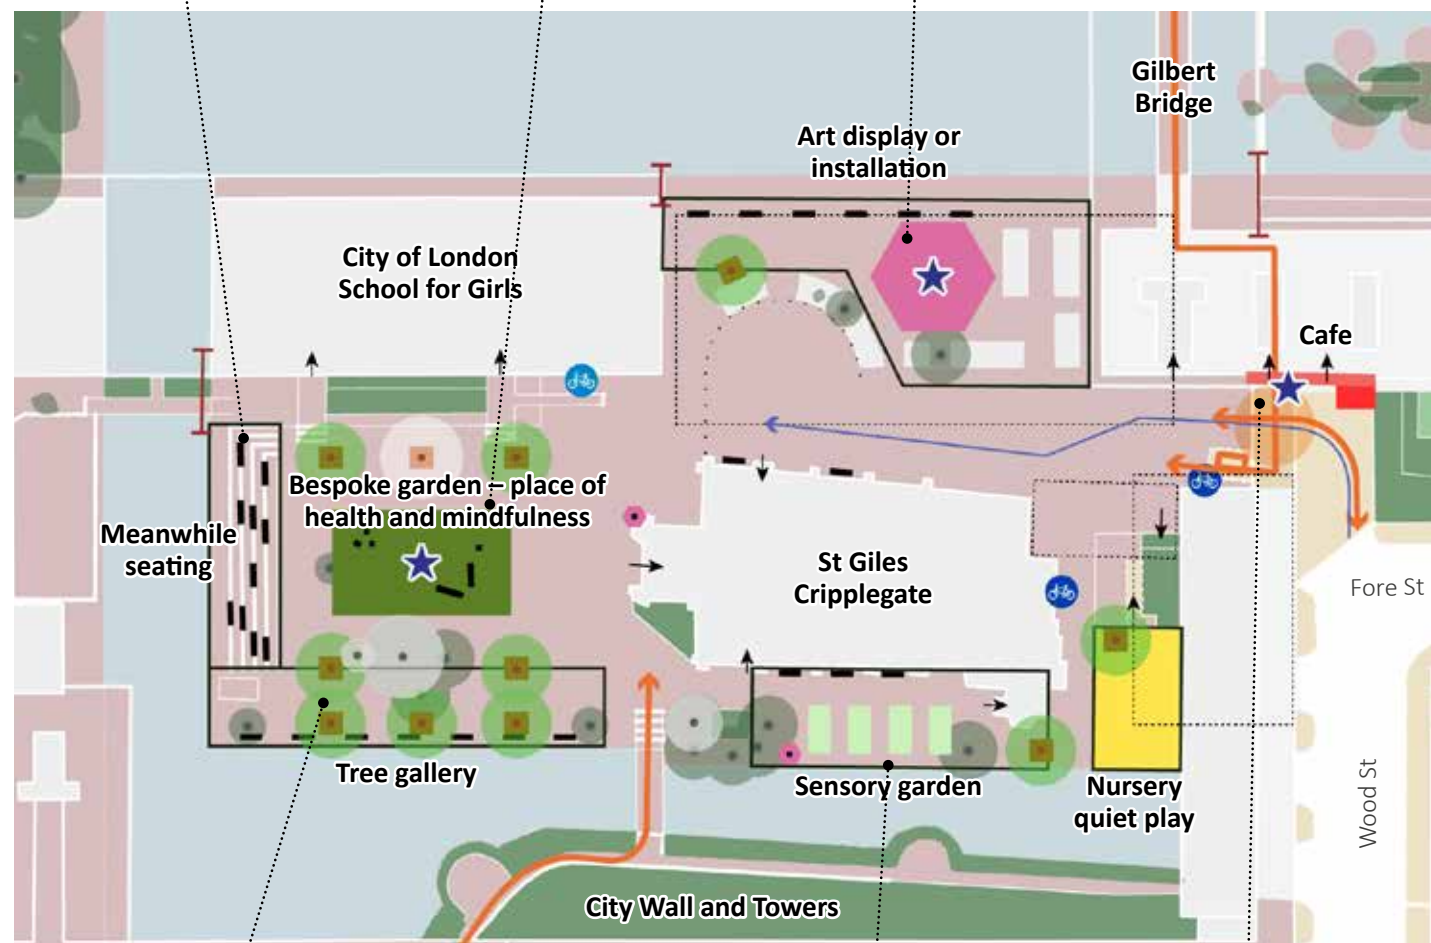 Gilbert
Bridge
Art display or
installation
City of London
School for Girls
Cafe
Bespoke garden – place of
health and mindfulness
Meanwhile
seating
St Giles
Cripplegate
Fore St
Tree gallery
Sensory garden
Nursery
quiet play
Wood St
City Wall and Towers